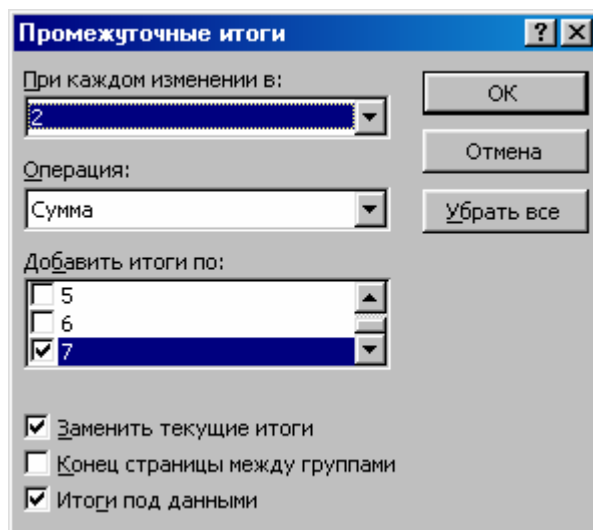 Промежуточные итоги
При каждом изменении в:
2
Операция:
Сумма
Добавить итоги по:
5
6
7
Заменить текущие итоги
Конец страницы между группами
Итоги под данными
ОК
Отмена
Убрать все